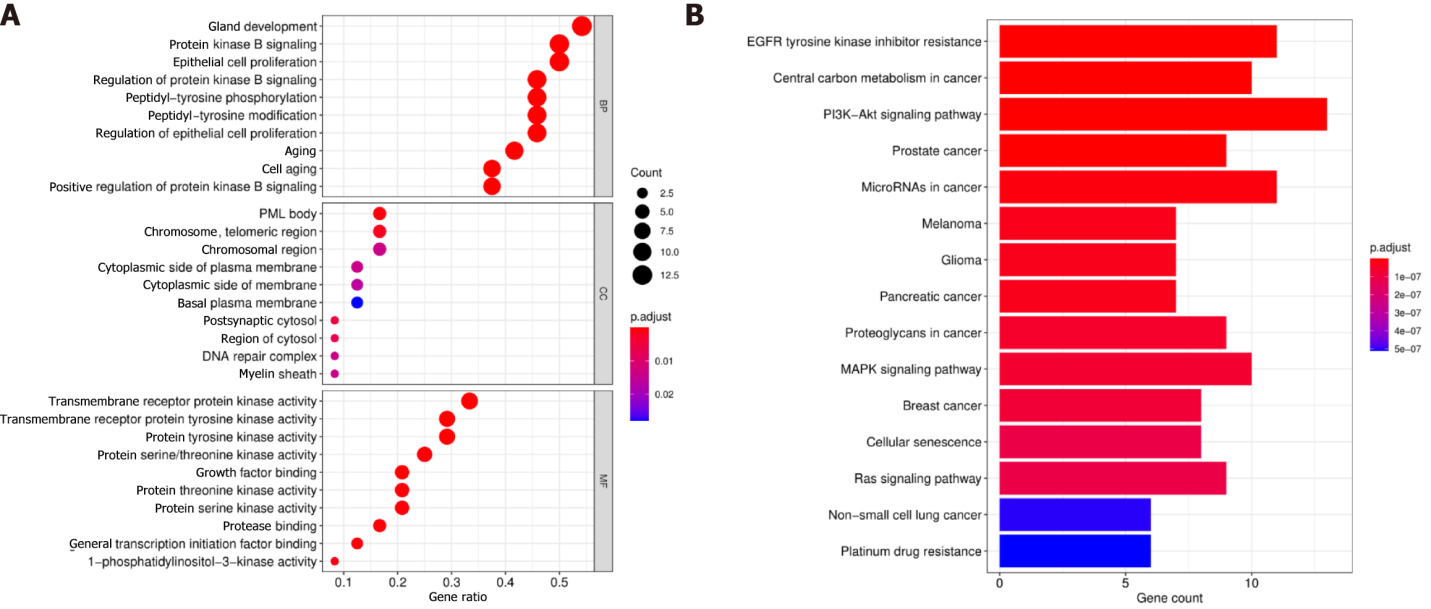 A
Gland development
Protein kinase B signaling
Epithelial cell proliferation
Regulation of protein kinase B signaling
Peptidyl−tyrosine phosphorylation
Peptidyl−tyrosine modification
Regulation of epithelial cell proliferation
Aging
Cell aging
Positive regulation of protein kinase B signaling
BP
PML body
Chromosome, telomeric region
Chromosomal region
Cytoplasmic side of plasma membrane
Cytoplasmic side of membrane
Basal plasma membrane
Postsynaptic cytosol
Region of cytosol
DNA repair complex
Myelin sheath
CC
Transmembrane receptor protein kinase activity
Transmembrane receptor protein tyrosine kinase activity
Protein tyrosine kinase activity
Protein serine/threonine kinase activity
Growth factor binding
Protein threonine kinase activity
Protein serine kinase activity
Protease binding
General transcription initiation factor binding
1−phosphatidylinositol−3−kinase activity
MF
0.1 0.2 0.3 0.4 0.5
Gene ratio
Count
2.5
5.0
7.5
10.0
12.5
p.adjust
0.01
0.02
B
EGFR tyrosine kinase inhibitor resistance
Central carbon metabolism in cancer
PI3K−Akt signaling pathway
Prostate cancer
MicroRNAs in cancer
Melanoma
Glioma
Pancreatic cancer
Proteoglycans in cancer
MAPK signaling pathway
Breast cancer
Cellular senescence
Ras signaling pathway
Non−small cell lung cancer
Platinum drug resistance
0 5 10
Gene count
p.adjust
1e−07
2e−07
3e−07
4e−07
5e−07